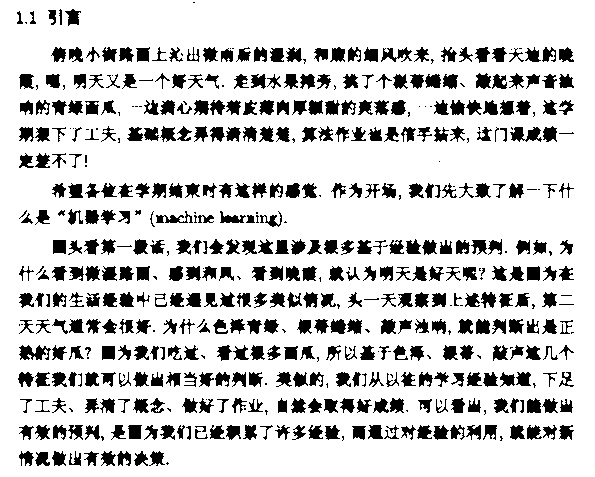 1.1 引言
傍晚小街路面上沁出微雨后的湿润, 和煦的细风吹来, 抬头看看天边的晚
霞, 嗯, 明天又是一个好天气. 走到水果摊旁, 挑了个根蒂蜷缩、敲起来声音浊
响的青绿西瓜, 一边满心期待着皮薄肉厚瓤甜的爽落感, 一边愉快地想着, 这学
期狠下了工夫, 基础概念弄得清清楚楚, 算法作业也是信手拈来, 这门课成绩一
定差不了!
希望各位在学期结束时有这样的感觉. 作为开场, 我们先大致了解一下什
么是“机器学习”(machine learning).
回头看第一段话, 我们会发现这里涉及很多基于经验做出的预判. 例如, 为
什么看到微湿路面、感到和风、看到晚霞, 就认为明天是好天呢? 这是因为在
我们的生活经验中已经遇见过很多类似情况, 头一天观察到上述特征后, 第二
天天气通常会很好. 为什么色泽青绿、根蒂蜷缩、敲声浊响, 就能判断出是正
熟的好瓜? 因为我们吃过、看过很多西瓜, 所以基于色泽、根蒂、敲声这几个
特征我们就可以做出相当好的判断. 类似的, 我们从以往的学习经验知道, 下足
了工夫、弄清了概念、做好了作业, 自然会取得好成绩. 可以看出, 我们能做出
有效的预判, 是因为我们已经积累了许多经验, 而通过对经验的利用, 就能对新
情况做出有效的决策.